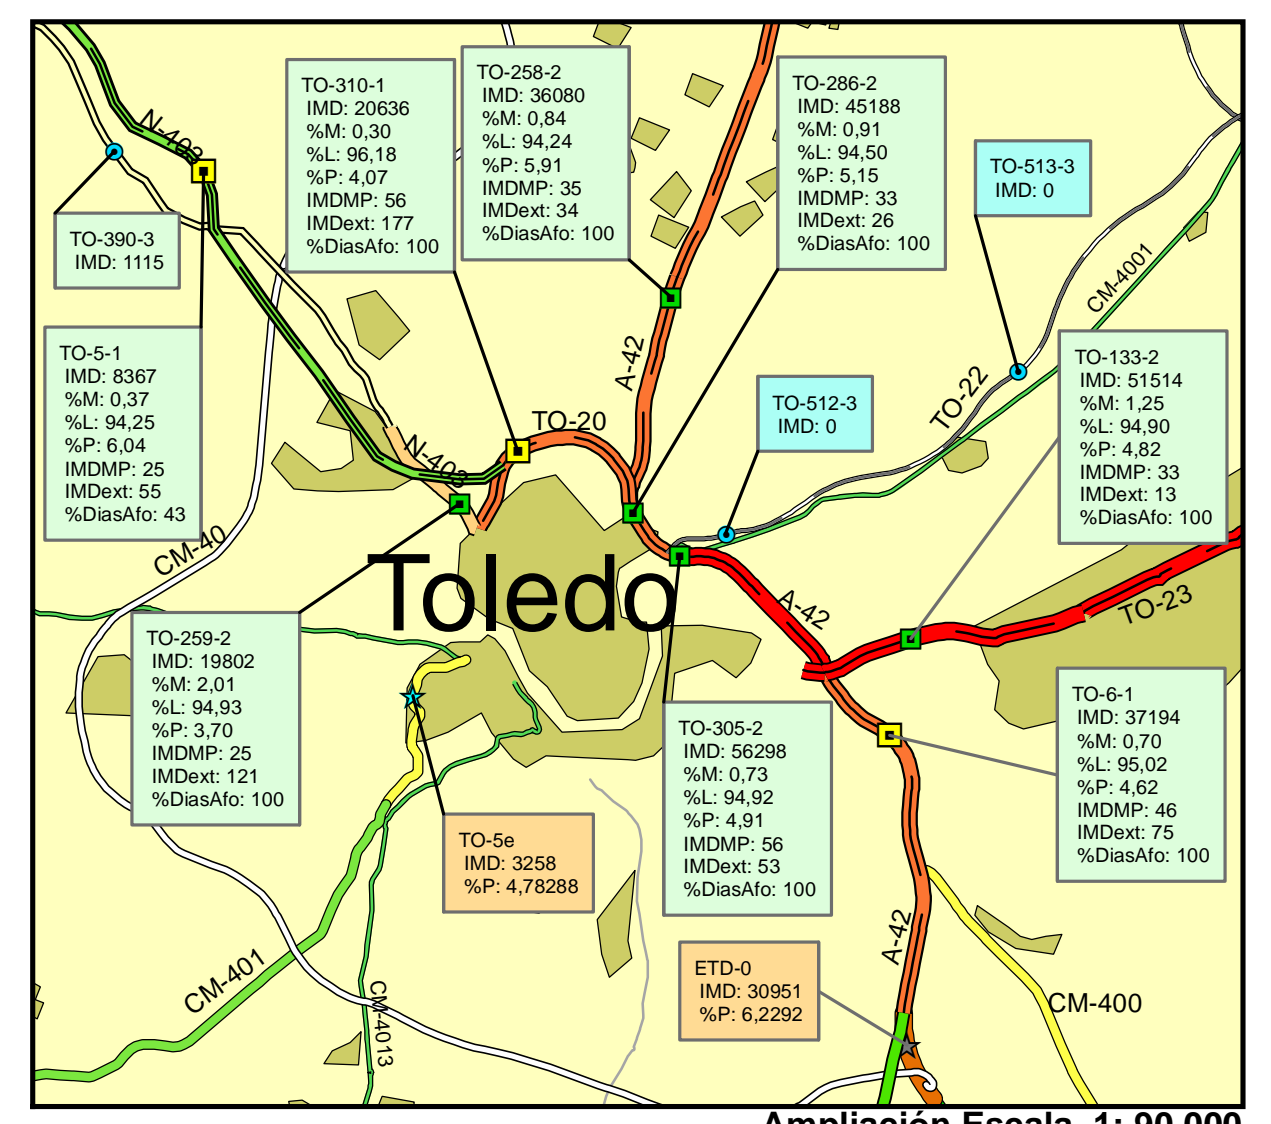 TO-310-1
IMD: 20636
%M: 0,30
%L: 96,18
%P: 4,07
IMDMP: 56
IMDext: 177
%DiasAfo: 100
TO-258-2
IMD: 36080
%M: 0,84
%L: 94,24
%P: 5,91
IMDMP: 35
IMDext: 34
%DiasAfo: 100
TO-286-2
IMD: 45188
%M: 0,91
%L: 94,50
%P: 5,15
IMDMP: 33
IMDext: 26
%DiasAfo: 100
TO-513-3
IMD: 0
N-403
TO-390-3
IMD: 1115
CM-4001
TO-5-1
IMD: 8367
%M: 0,37
%L: 94,25
%P: 6,04
IMDMP: 25
IMDext: 55
%DiasAfo: 43
A-42
TO-20
TO-512-3
IMD: 0
TO-22
TO-133-2
IMD: 51514
%M: 1,25
%L: 94,90
%P: 4,82
IMDMP: 33
IMDext: 13
%DiasAfo: 100
N-403
CM-40
Toledo
A-42
TO-23
TO-259-2
IMD: 19802
%M: 2,01
%L: 94,93
%P: 3,70
IMDMP: 25
IMDext: 121
%DiasAfo: 100
TO-305-2
IMD: 56298
%M: 0,73
%L: 94,92
%P: 4,91
IMDMP: 56
IMDext: 53
%DiasAfo: 100
TO-6-1
IMD: 37194
%M: 0,70
%L: 95,02
%P: 4,62
IMDMP: 46
IMDext: 75
%DiasAfo: 100
TO-5e
IMD: 3258
%P: 4,78288
A-42
ETD-0
IMD: 30951
%P: 6,2292
CM-401
CM-4013
CM-400
Ampliación Escala 1: 90.000